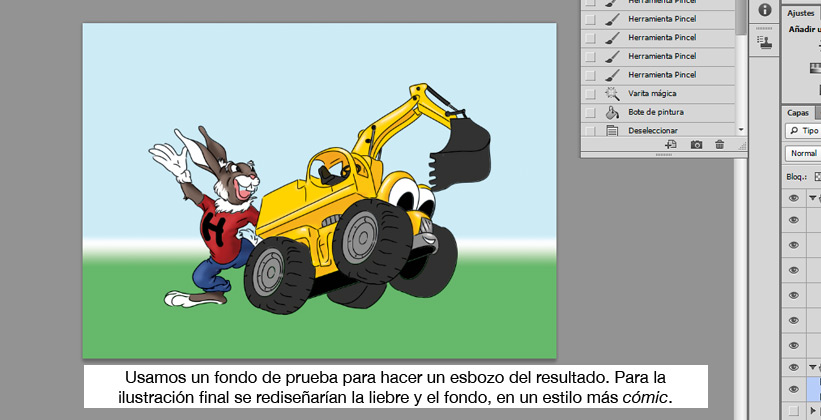 Herramienta Pincel
Herramienta Pincel
Herramienta Pincel
Herramienta Pincel
Herramienta Pincel
Varita mágica
Bote de pintura
Deseleccionar
Ajustes
Añadir u
Capas
Tipo
Normal
Bloq.:
H
Usamos un fondo de prueba para hacer un esbozo del resultado. Para la
ilustración final se rediseñarían la liebre y el fondo, en un estilo más cómic.